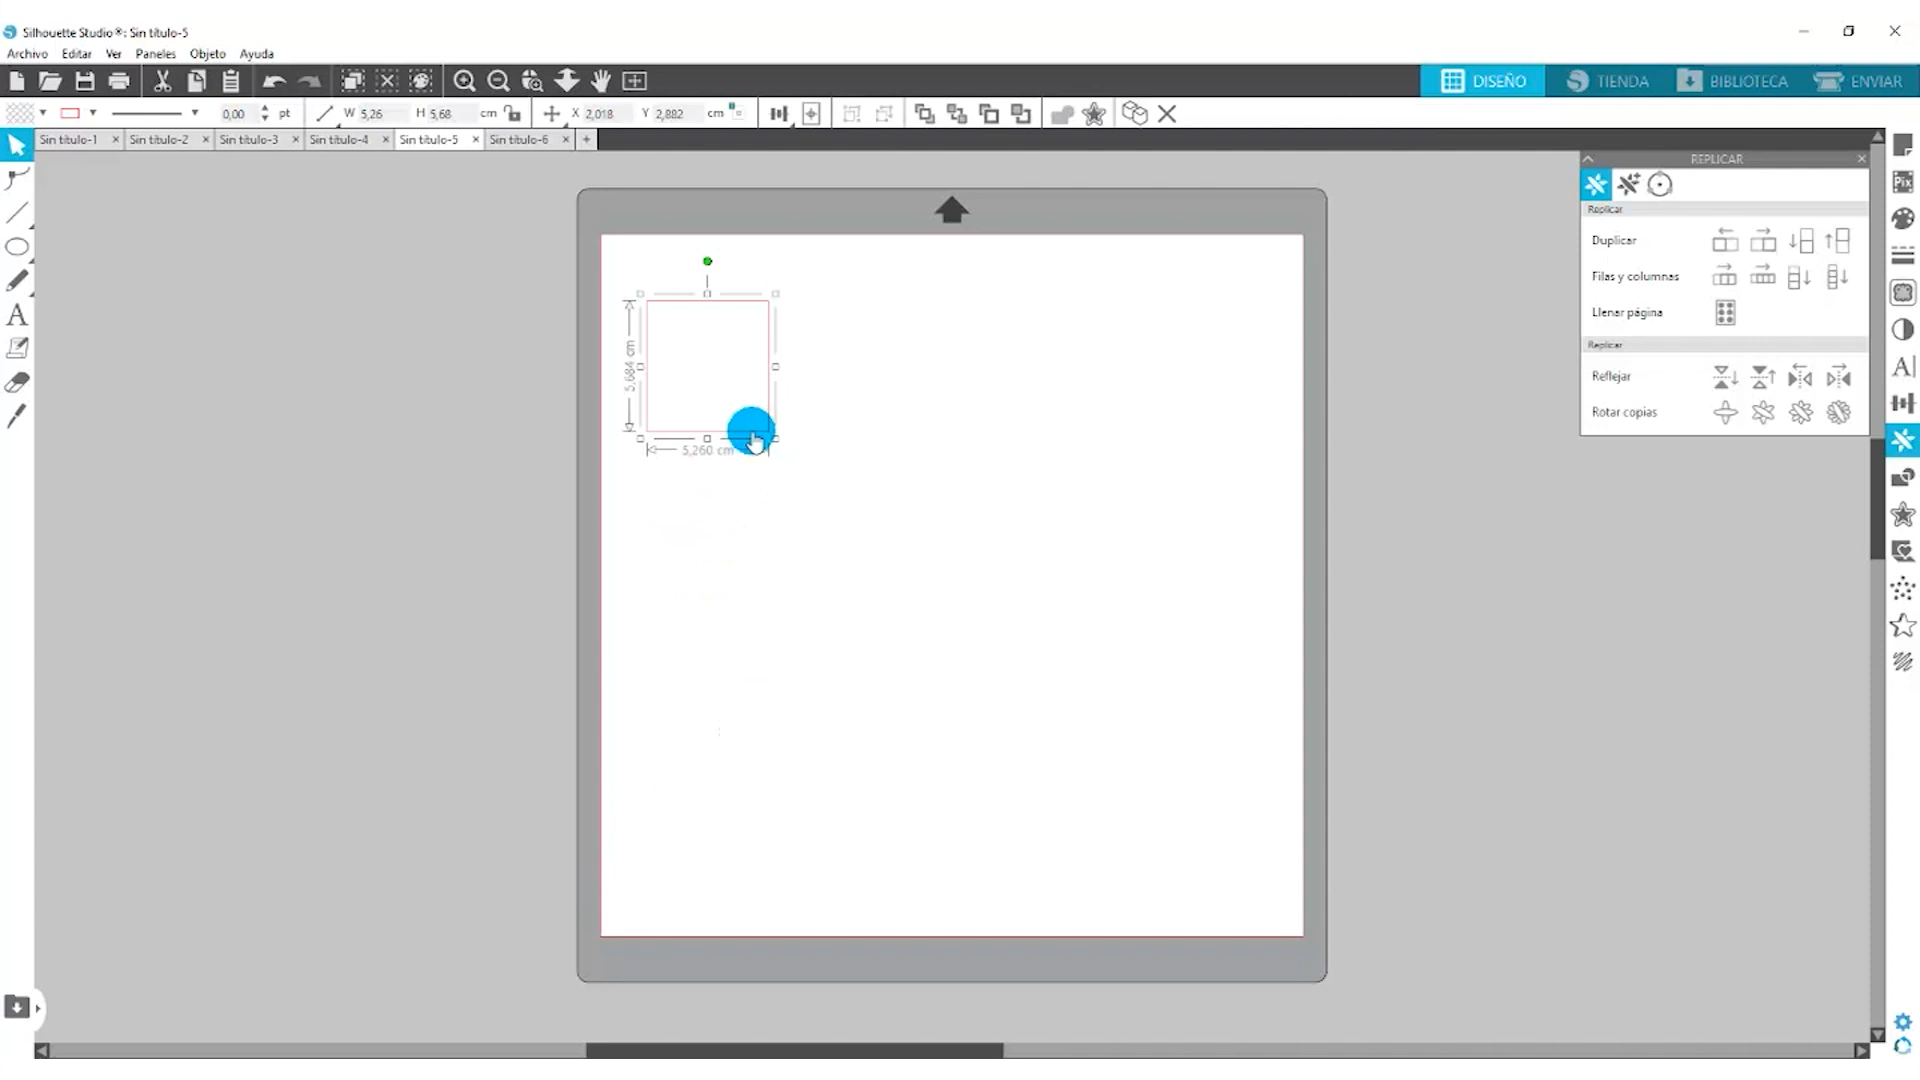 Silhouette Studio®: Sin título-5
Archivo Editar Ver Paneles Objeto Ayuda
DISEÑO TIENDA BIBLIOTECA ENVIAR
0,00 pt W 5,26 H 5,68 cm X 2,018 Y 2,882 cm
Sin título-1 Sin título-2 Sin título-3 Sin título-4 Sin título-5 Sin título-6
REPLICAR
Replicar
Duplicar
Filas y columnas
Llenar página
Replicar
Reflejar
Rotar copias
5,684 cm
5,260 cm
Pix
A
A